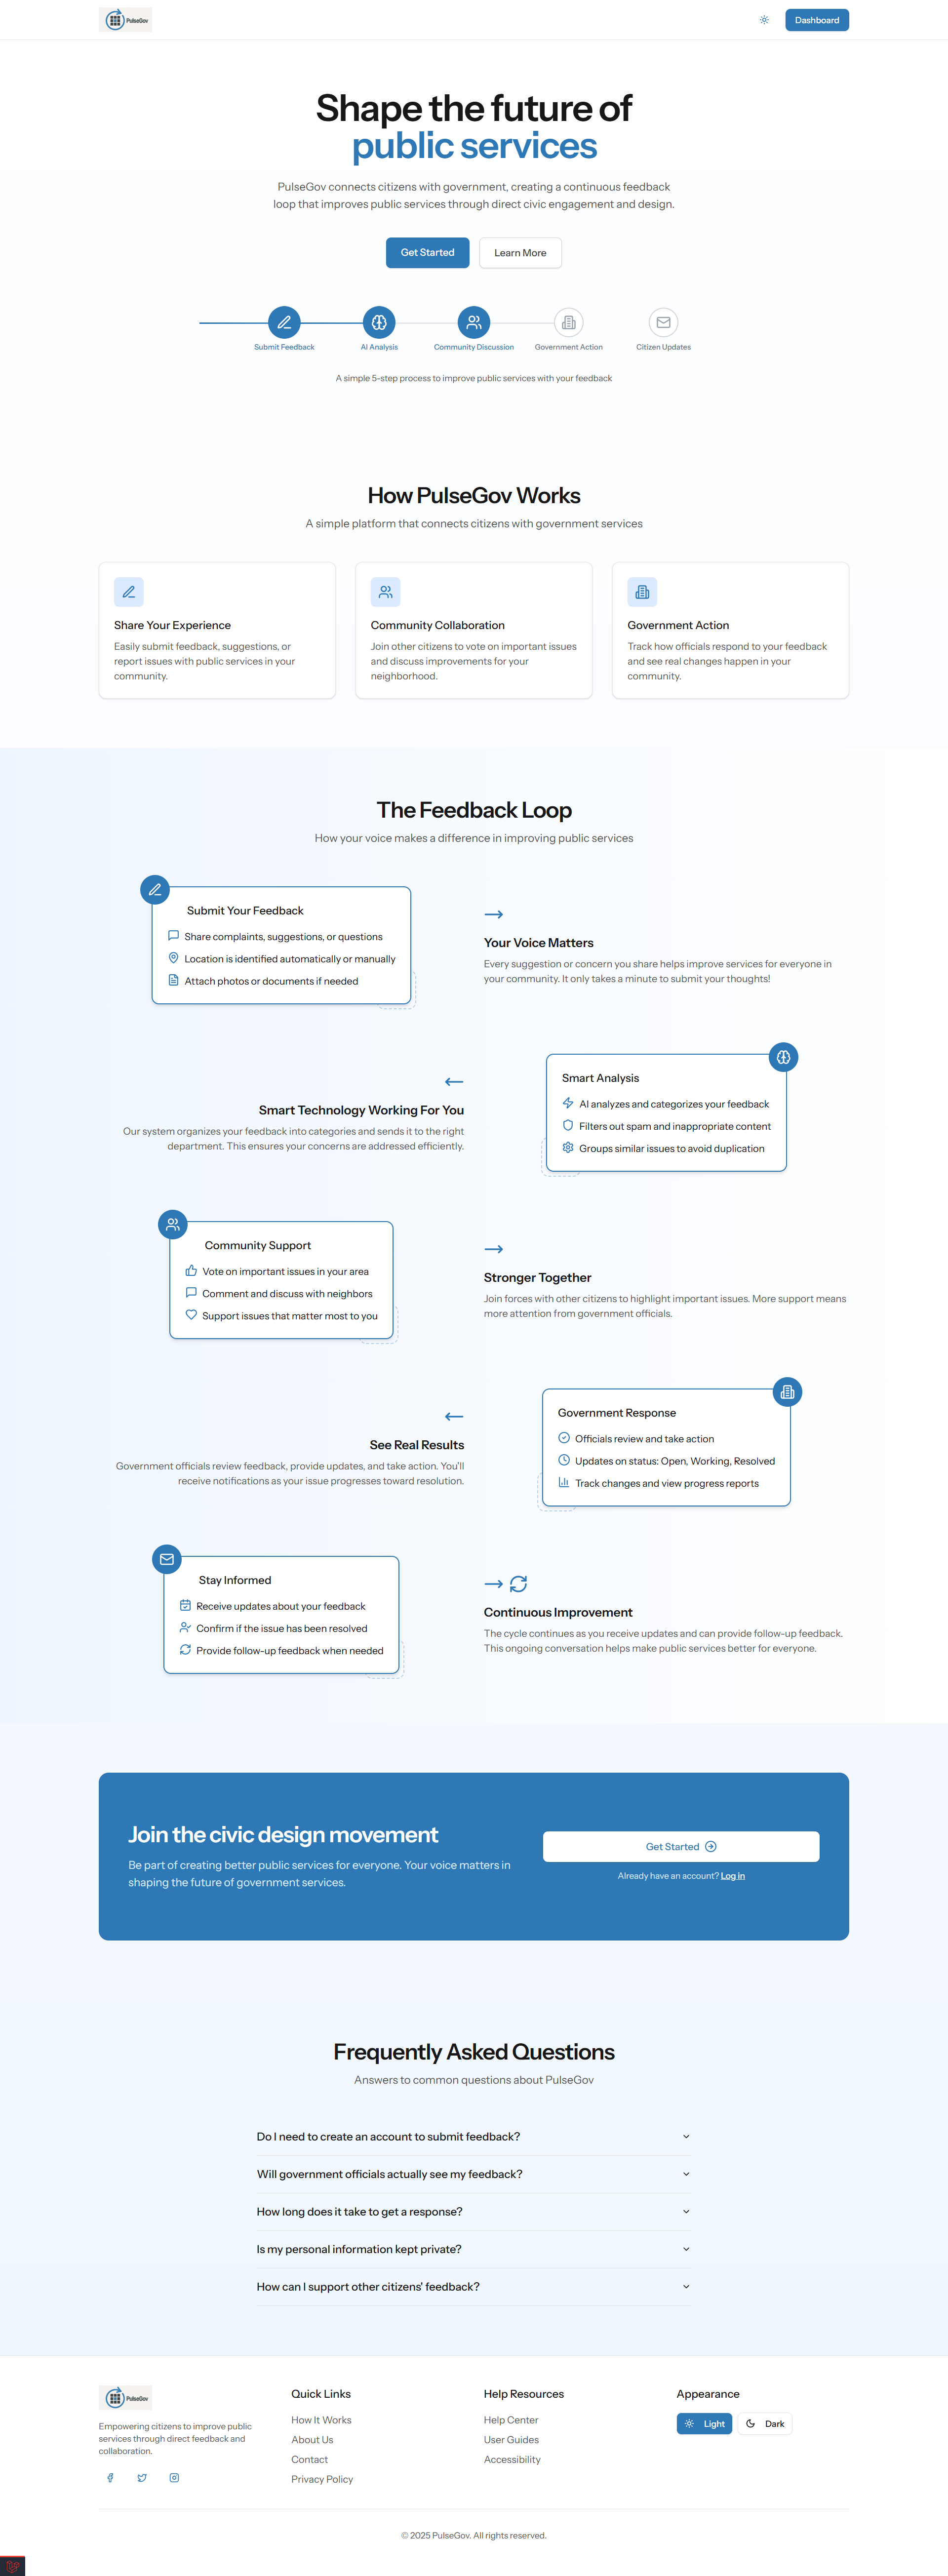 PulseGov
Dashboard
Shape the future of
public services
PulseGov connects citizens with government, creating a continuous feedback
loop that improves public services through direct civic engagement and design.
Get Started
Learn More
Submit Feedback
AI Analysis
Community Discussion
Government Action
Citizen Updates
A simple 5-step process to improve public services with your feedback
How PulseGov Works
A simple platform that connects citizens with government services
Share Your Experience
Easily submit feedback, suggestions, or
report issues with public services in your
community.
Community Collaboration
Join other citizens to vote on important issues
and discuss improvements for your
neighborhood.
Government Action
Track how officials respond to your feedback
and see real changes happen in your
community.
The Feedback Loop
How your voice makes a difference in improving public services
Submit Your Feedback
Share complaints, suggestions, or questions
Location is identified automatically or manually
Attach photos or documents if needed
Your Voice Matters
Every suggestion or concern you share helps improve services for everyone in
your community. It only takes a minute to submit your thoughts!
Smart Technology Working For You
Our system organizes your feedback into categories and sends it to the right
department. This ensures your concerns are addressed efficiently.
Smart Analysis
AI analyzes and categorizes your feedback
Filters out spam and inappropriate content
Groups similar issues to avoid duplication
Community Support
Vote on important issues in your area
Comment and discuss with neighbors
Support issues that matter most to you
Stronger Together
Join forces with other citizens to highlight important issues. More support means
more attention from government officials.
See Real Results
Government officials review feedback, provide updates, and take action. You'll
receive notifications as your issue progresses toward resolution.
Government Response
Officials review and take action
Updates on status: Open, Working, Resolved
Track changes and view progress reports
Stay Informed
Receive updates about your feedback
Confirm if the issue has been resolved
Provide follow-up feedback when needed
Continuous Improvement
The cycle continues as you receive updates and can provide follow-up feedback.
This ongoing conversation helps make public services better for everyone.
Join the civic design movement
Be part of creating better public services for everyone. Your voice matters in
shaping the future of government services.
Get Started
Already have an account? Log in
Frequently Asked Questions
Answers to common questions about PulseGov
Do I need to create an account to submit feedback?
Will government officials actually see my feedback?
How long does it take to get a response?
Is my personal information kept private?
How can I support other citizens' feedback?
PulseGov
Empowering citizens to improve public
services through direct feedback and
collaboration.
Quick Links
How It Works
About Us
Contact
Privacy Policy
Help Resources
Help Center
User Guides
Accessibility
Appearance
Light
Dark
© 2025 PulseGov. All rights reserved.